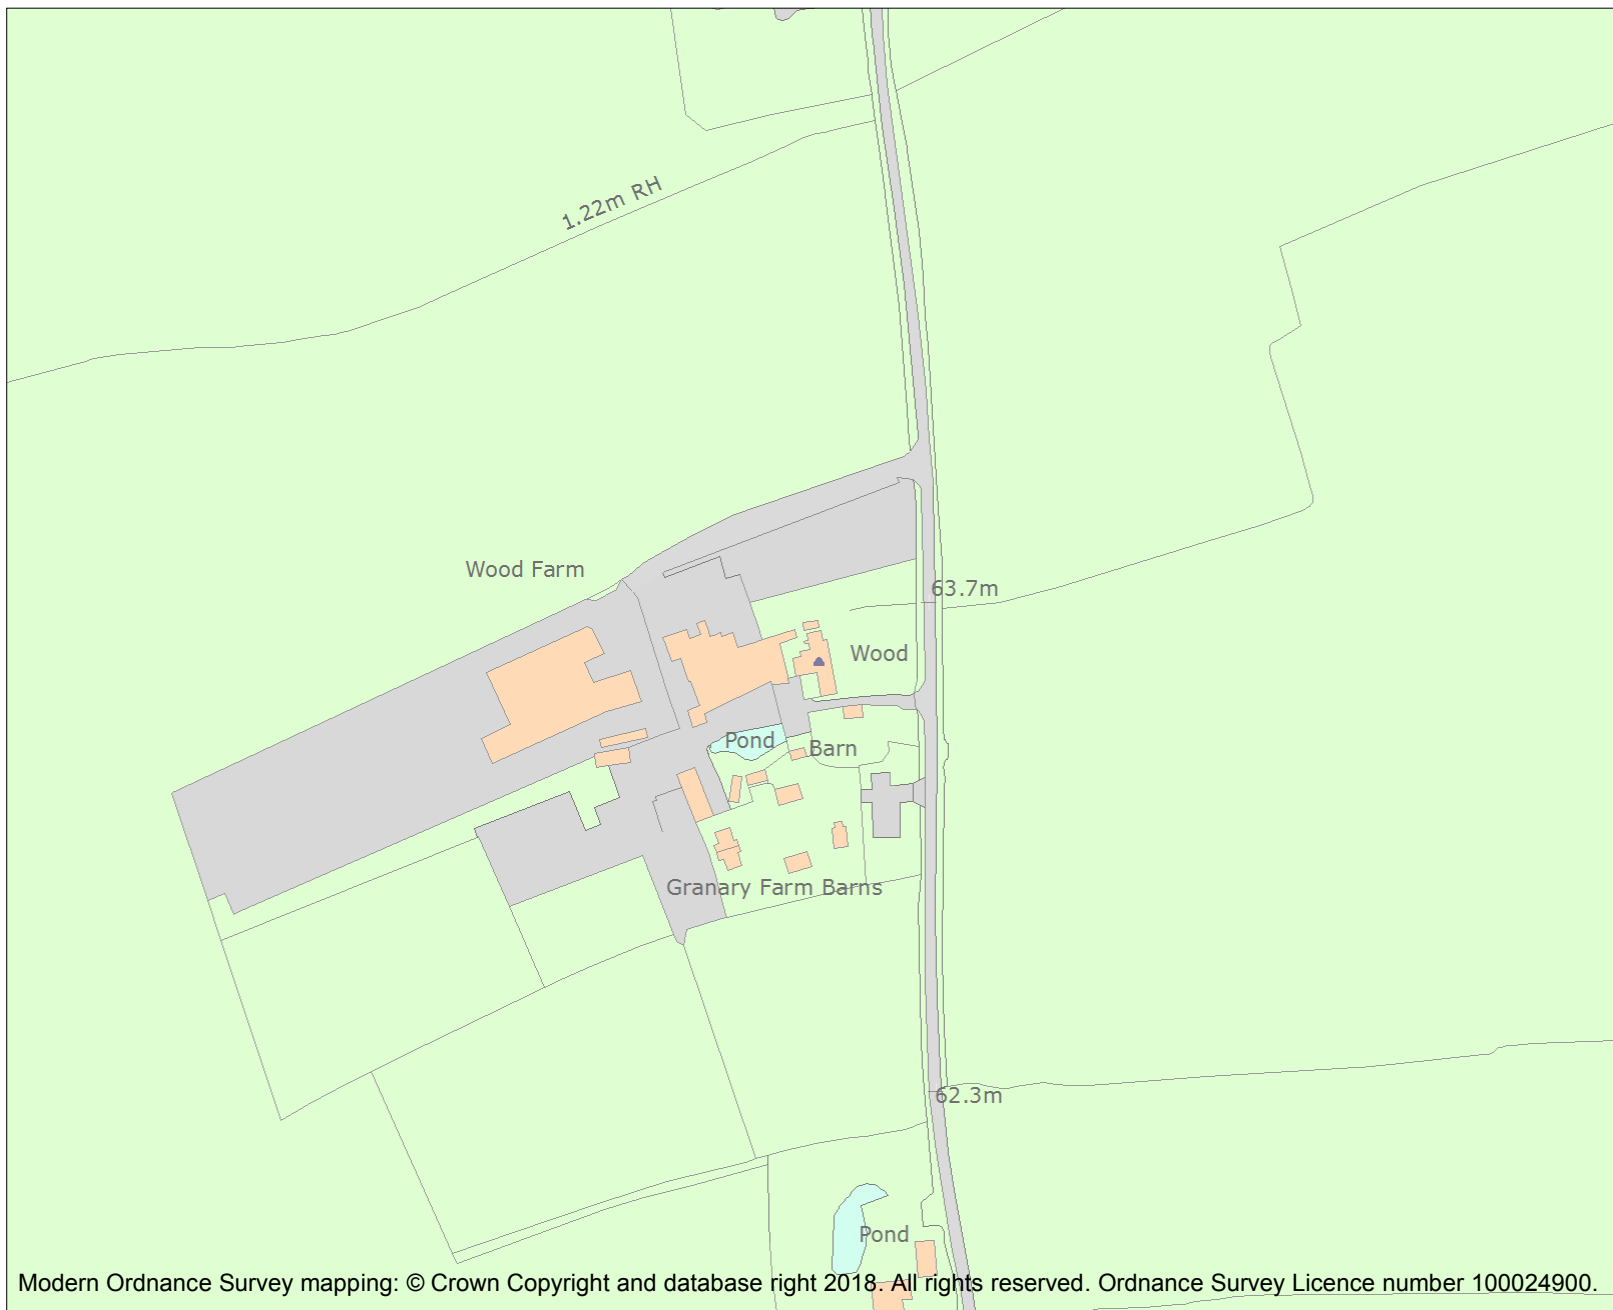 1.22m RH
Wood Farm
63.7m
Wood
Pond
Barn
Granary Farm Barns
62.3m
Pond
Modern Ordnance Survey mapping: © Crown Copyright and database right 2018. All rights reserved. Ordnance Survey Licence number 100024900.